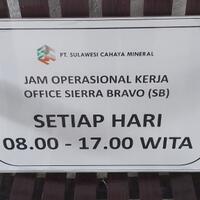 PT. SULAWESI CAHAYA MINERAL
JAM OPERASIONAL KERJA
OFFICE SIERRA BRAVO (SB)
SETIAP HARI
08.00 - 17.00 WITA